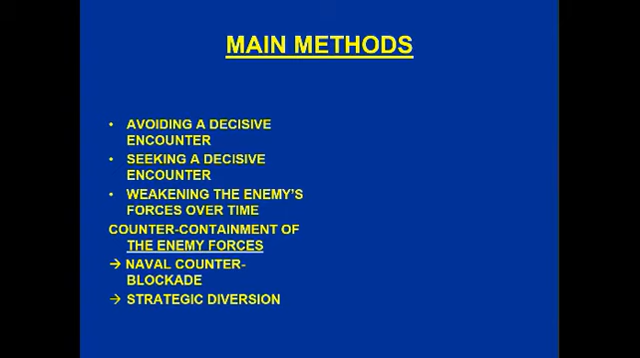 MAIN METHODS
• AVOIDING A DECISIVE
ENCOUNTER
• SEEKING A DECISIVE
ENCOUNTER
• WEAKENING THE ENEMY'S
FORCES OVER TIME
COUNTER-CONTAINMENT OF
THE ENEMY FORCES
→ NAVAL COUNTER-
BLOCKADE
→ STRATEGIC DIVERSION